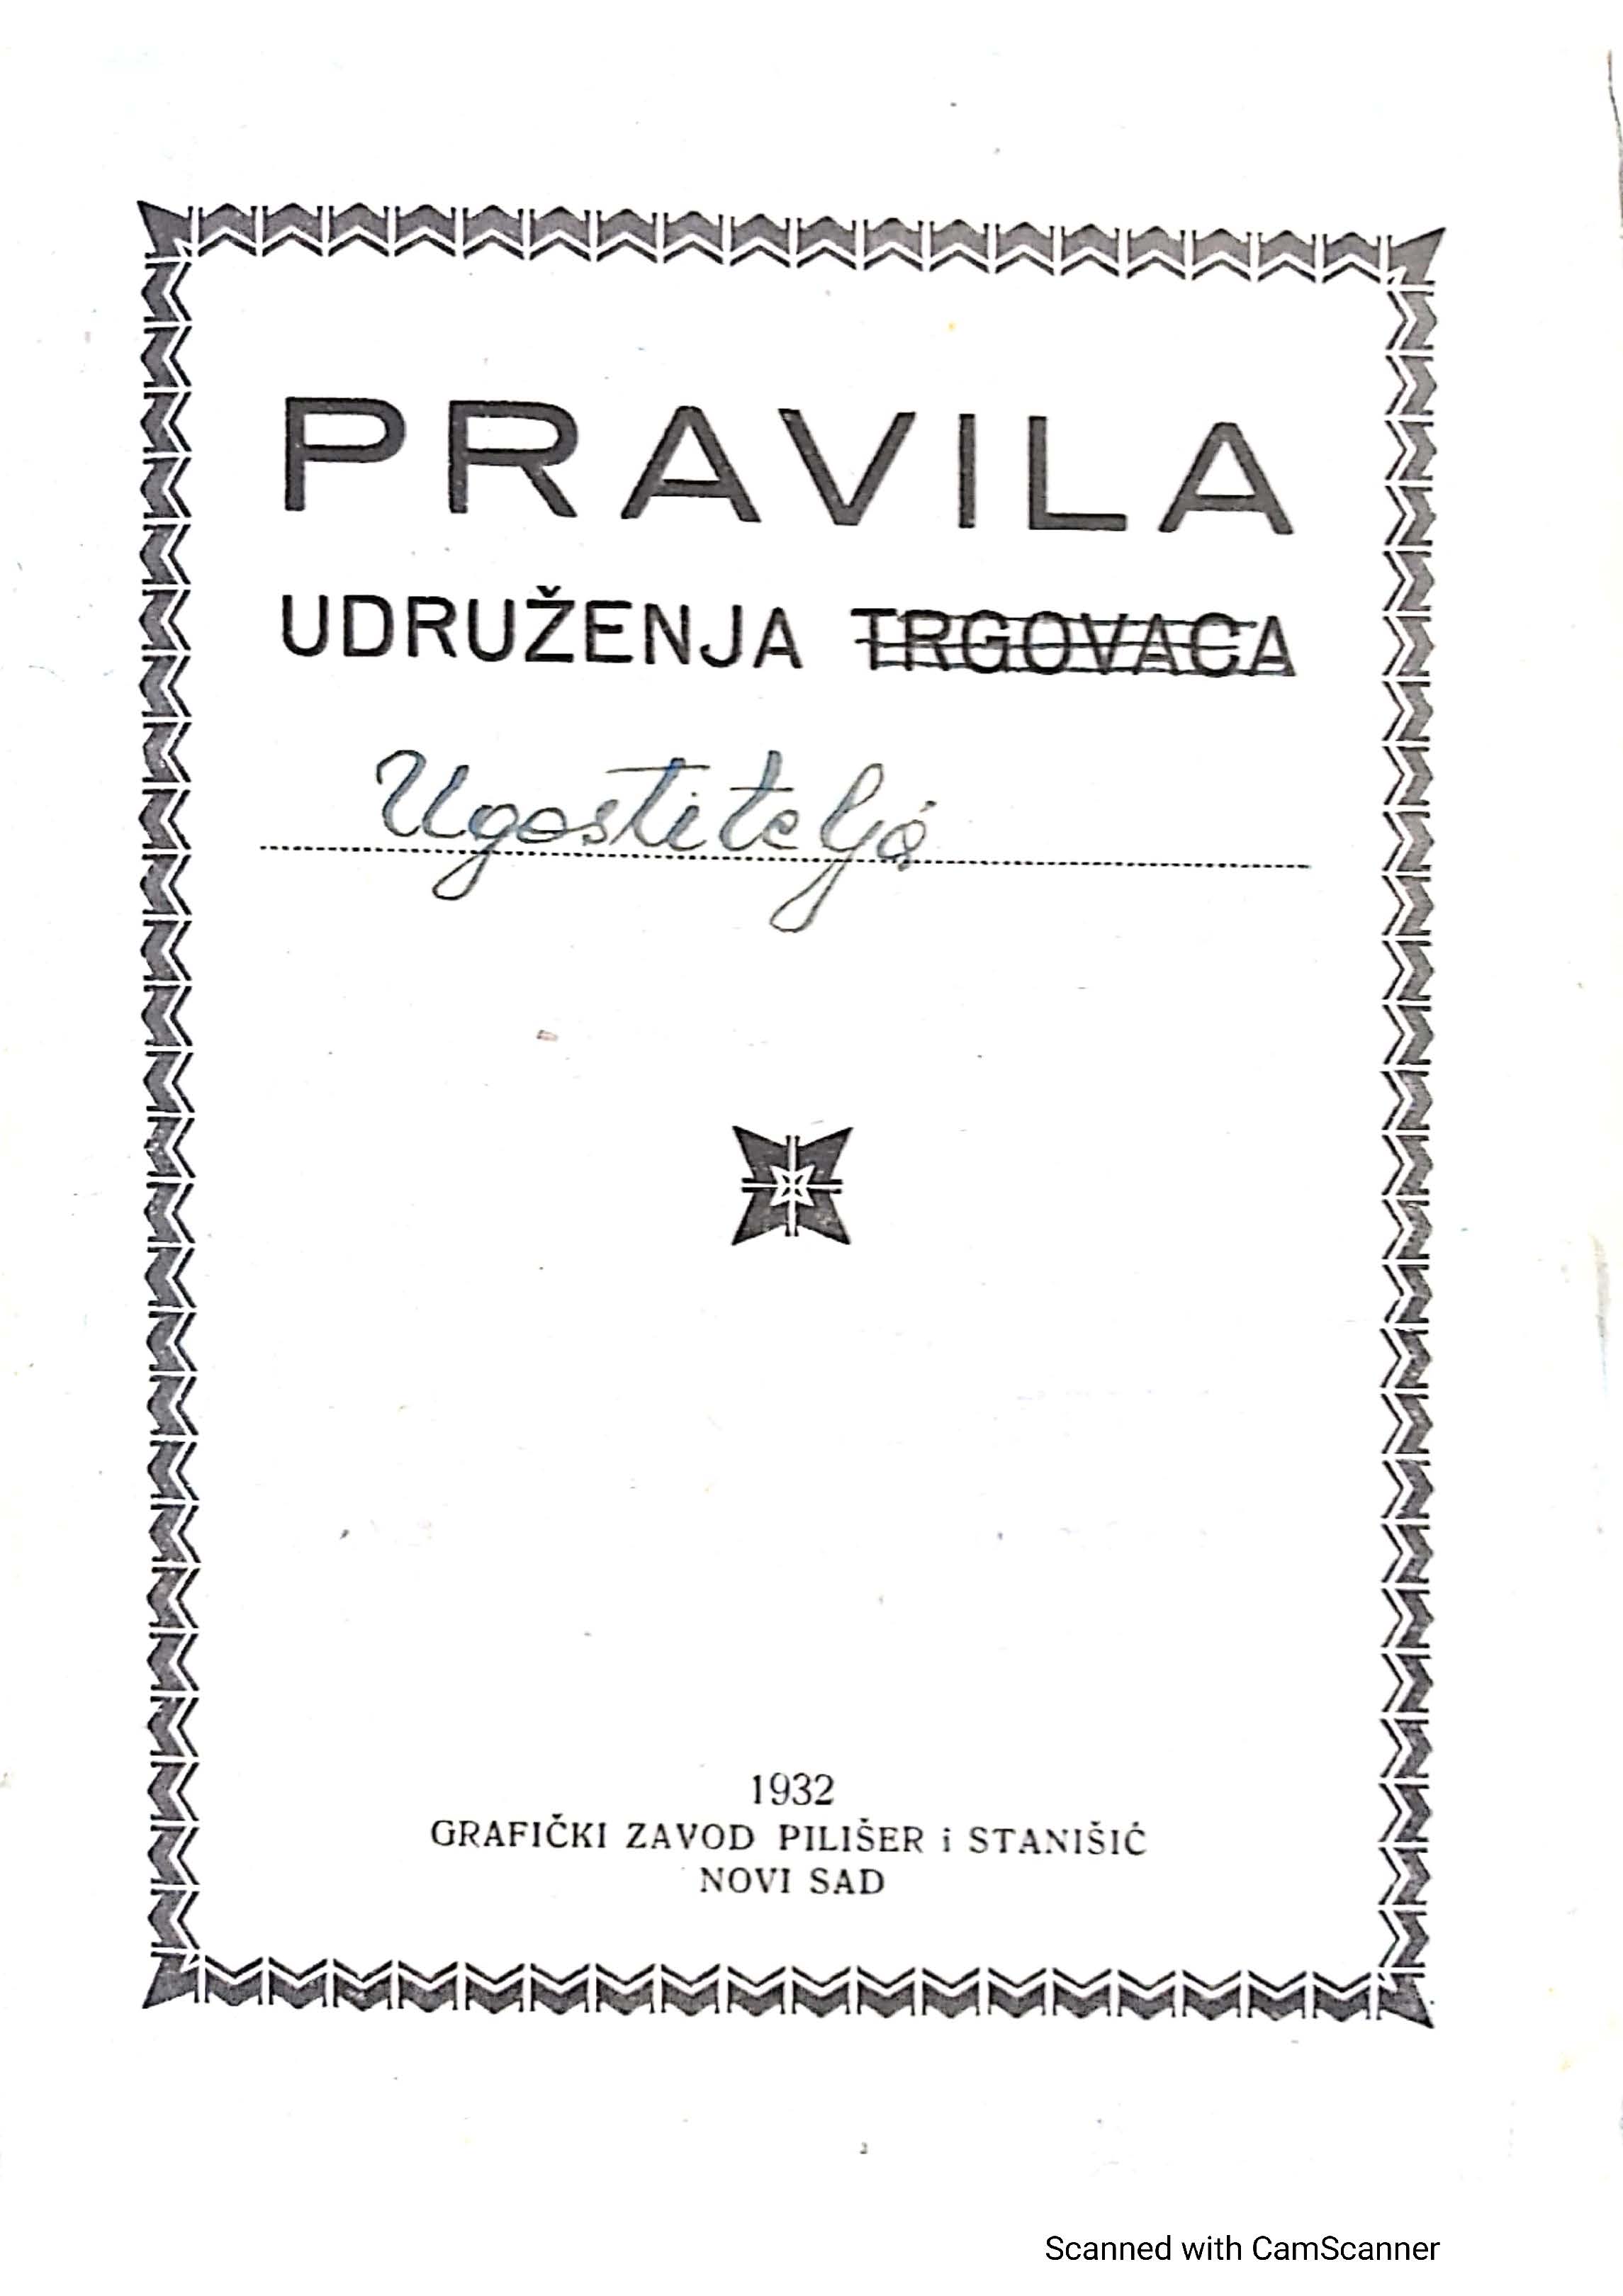 PRAVILA
UDRUŽENJA TRGOVACA
Ugostitelja
1932
GRAFIČKI ZAVOD PILIŠER i STANIŠIĆ
NOVI SAD
Scanned with CamScanner